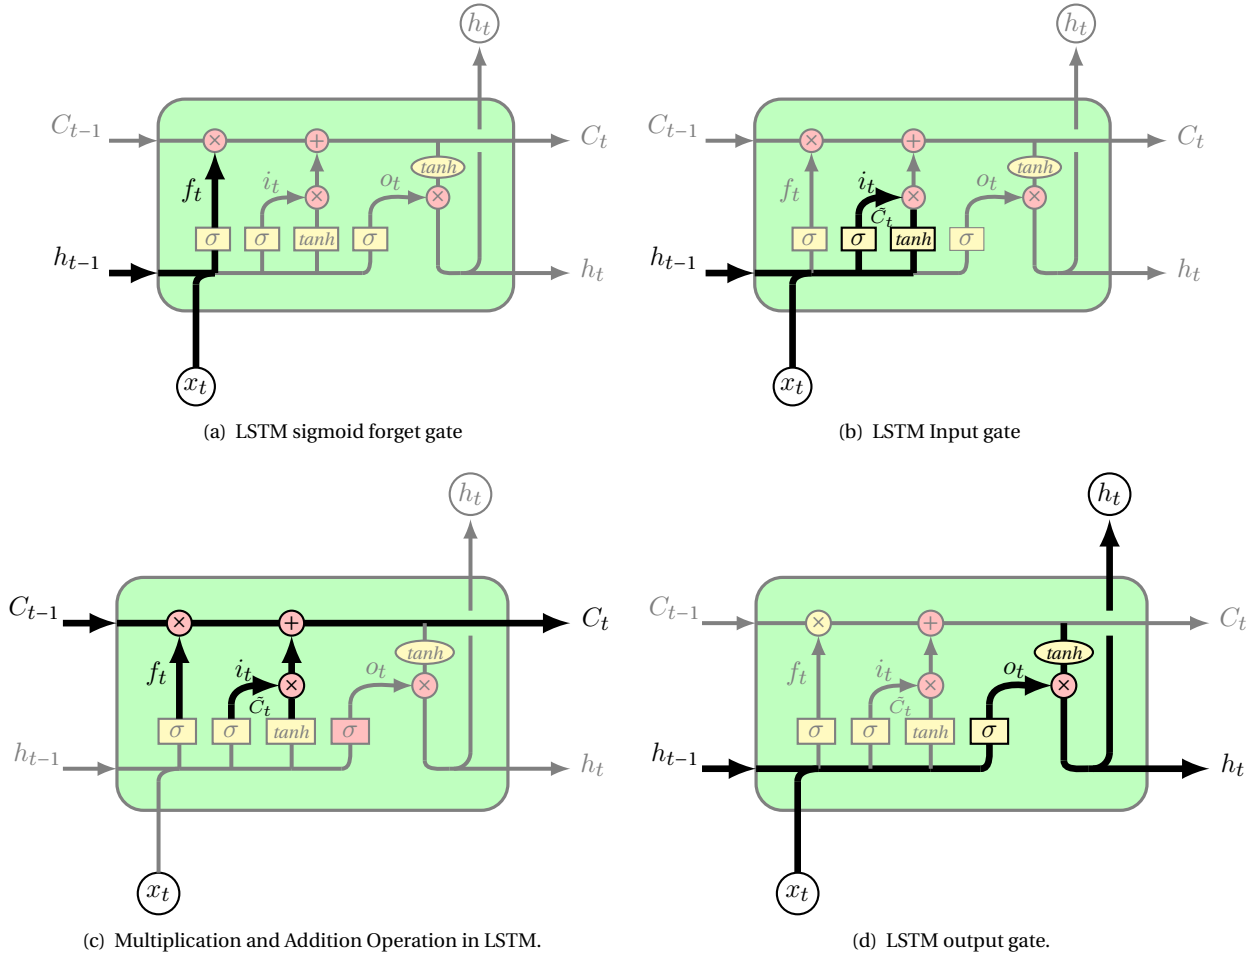 h_t
h_t
C_{t-1} × + C_t
C_{t-1} × + C_t
tanh
tanh
f_t i_t × o_t ×
f_t i_t × o_t ×
C̃_t
σ σ tanh σ
σ σ tanh σ
h_{t-1} h_t
h_{t-1} h_t
x_t
x_t
(a) LSTM sigmoid forget gate
(b) LSTM Input gate
h_t
h_t
C_{t-1} × + C_t
C_{t-1} × + C_t
tanh
tanh
f_t i_t × o_t ×
f_t i_t × o_t ×
C̃_t
C̃_t
σ σ tanh σ
σ σ tanh σ
h_{t-1} h_t
h_{t-1} h_t
x_t
x_t
(c) Multiplication and Addition Operation in LSTM.
(d) LSTM output gate.